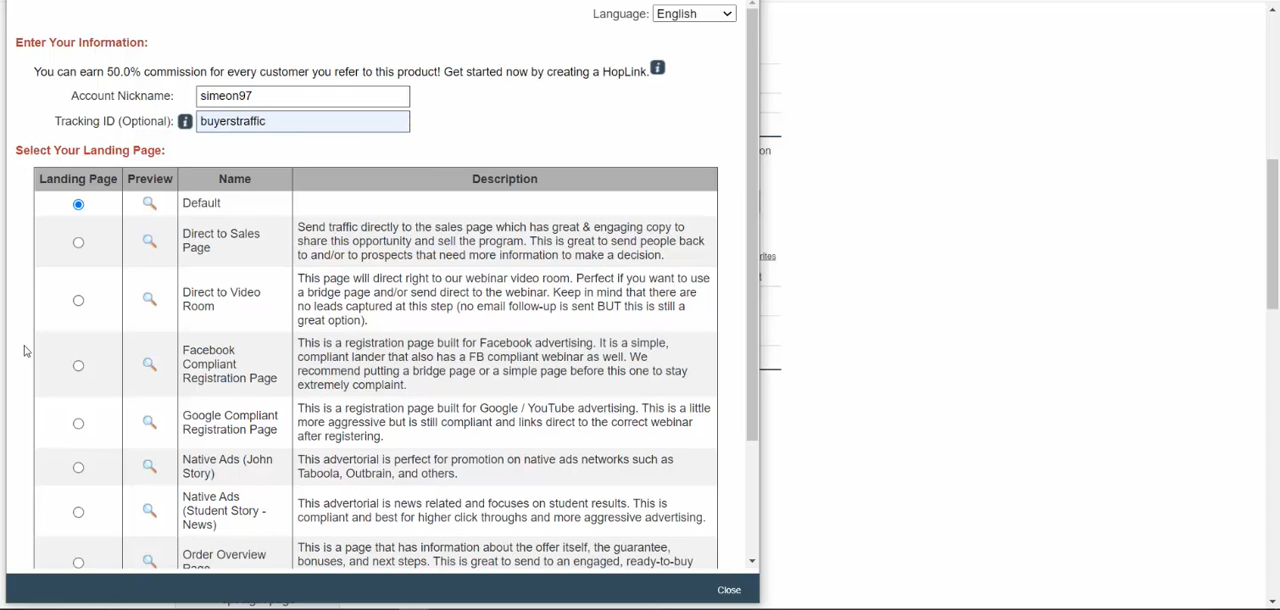 Language: English
Enter Your Information:
You can earn 50.0% commission for every customer you refer to this product! Get started now by creating a HopLink.
Account Nickname: simeon97
Tracking ID (Optional): buyerstraffic
Select Your Landing Page:
Landing Page Preview Name Description
Default
Direct to Sales
Page
Send traffic directly to the sales page which has great & engaging copy to
share this opportunity and sell the program. This is great to send people back
to and/or to prospects that need more information to make a decision.
Direct to Video
Room
This page will direct right to our webinar video room. Perfect if you want to use
a bridge page and/or send direct to the webinar. Keep in mind that there are
no leads captured at this step (no email follow-up is sent BUT this is still a
great option).
Facebook
Compliant
Registration Page
This is a registration page built for Facebook advertising. It is a simple,
compliant lander that also has a FB compliant webinar as well. We
recommend putting a bridge page or a simple page before this one to stay
extremely complaint.
Google Compliant
Registration Page
This is a registration page built for Google / YouTube advertising. This is a little
more aggressive but is still compliant and links direct to the correct webinar
after registering.
Native Ads (John
Story)
This advertorial is perfect for promotion on native ads networks such as
Taboola, Outbrain, and others.
Native Ads
(Student Story -
News)
This advertorial is news related and focuses on student results. This is
compliant and best for higher click throughs and more aggressive advertising.
Order Overview
Page
This is a page that has information about the offer itself, the guarantee,
bonuses, and next steps. This is great to send to an engaged, ready-to-buy
Close
on
rites